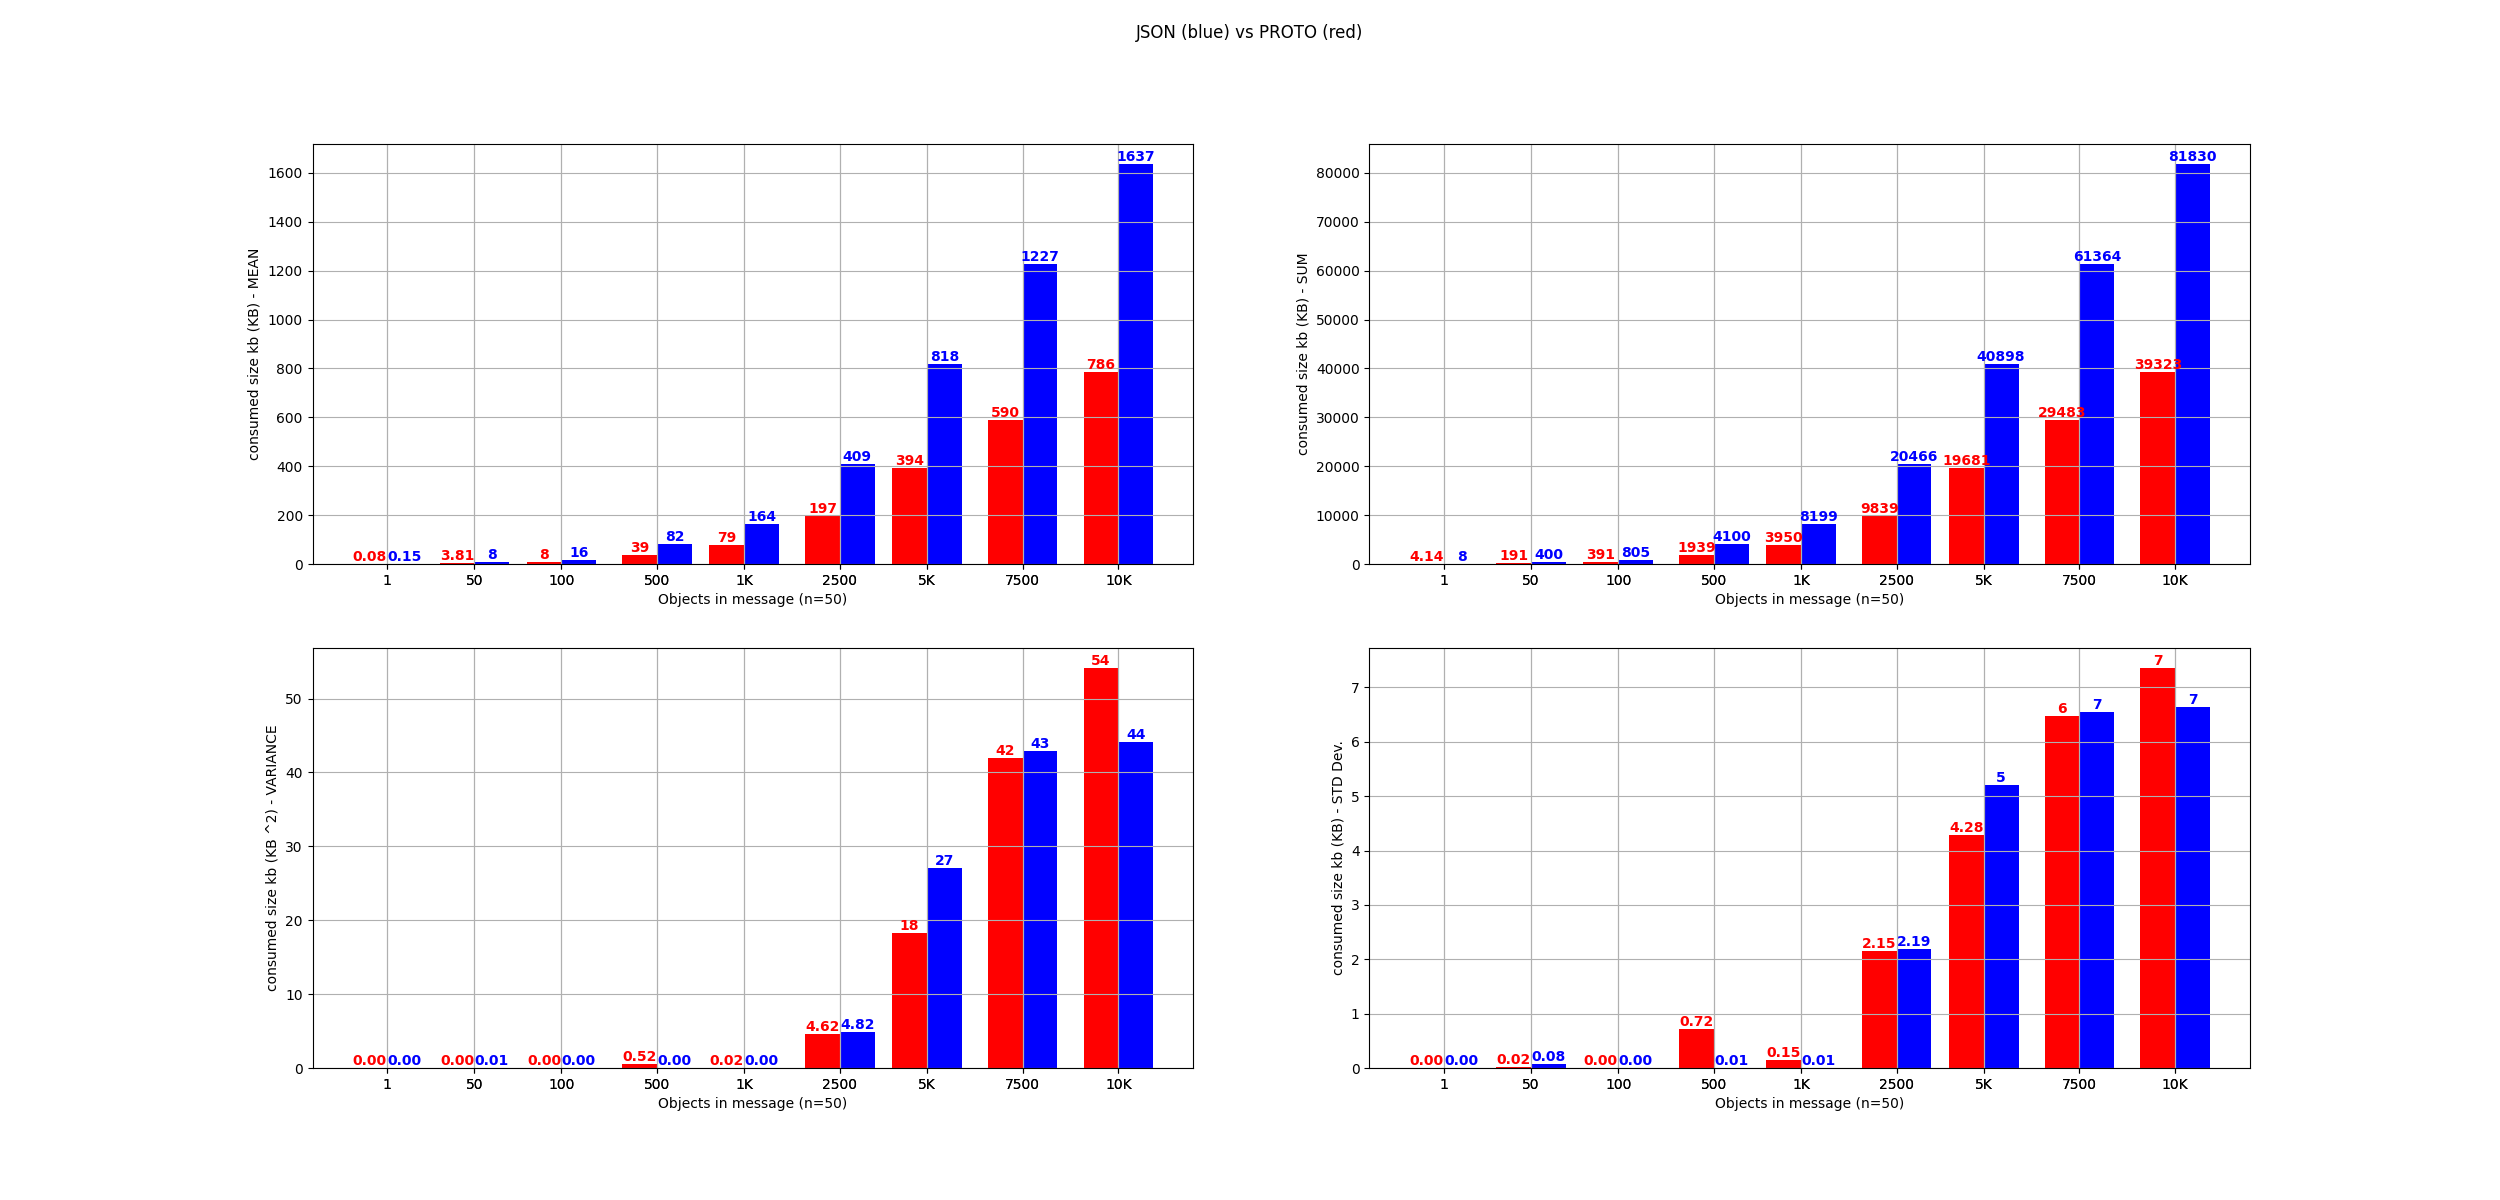 JSON (blue) vs PROTO (red)
consumed size kb (KB) - MEAN
1600
1400
1200
1000
800
600
400
200
0
0.08 0.15 3.81 8 8 16 39 82 79 164 197 409 394 818 590 1227 786 1637
1 50 100 500 1K 2500 5K 7500 10K
Objects in message (n=50)
consumed size kb (KB) - SUM
80000
70000
60000
50000
40000
30000
20000
10000
0
4.14 8 191 400 391 805 1939 4100 3950 8199 9839 20466 19681 40898 29483 61364 39323 81830
1 50 100 500 1K 2500 5K 7500 10K
Objects in message (n=50)
consumed size kb (KB ^2) - VARIANCE
50
40
30
20
10
0
0.00 0.00 0.00 0.01 0.00 0.00 0.52 0.00 0.02 0.00 4.62 4.82 18 27 42 43 54 44
1 50 100 500 1K 2500 5K 7500 10K
Objects in message (n=50)
consumed size kb (KB) - STD Dev.
7
6
5
4
3
2
1
0
0.00 0.00 0.02 0.08 0.00 0.00 0.72 0.01 0.15 0.01 2.15 2.19 4.28 5 6 7 7 7
1 50 100 500 1K 2500 5K 7500 10K
Objects in message (n=50)